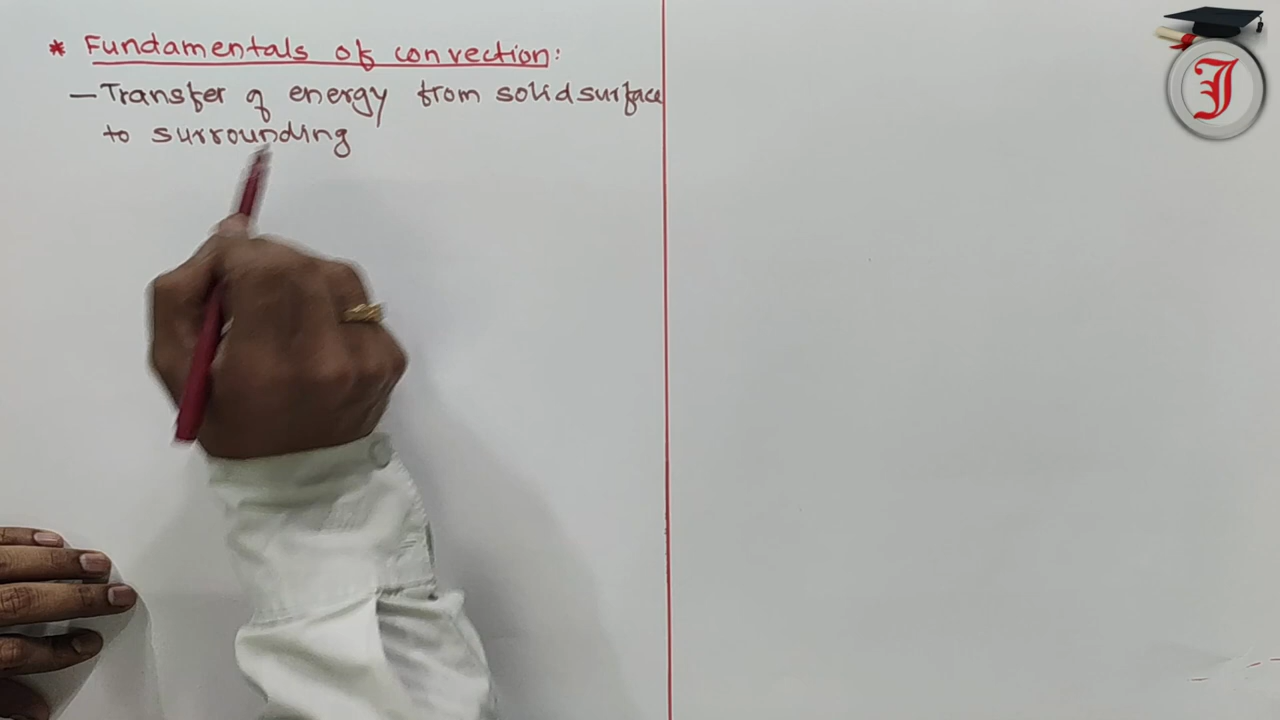 * Fundamentals of convection:
— Transfer of energy from solid surface
to surrounding
J